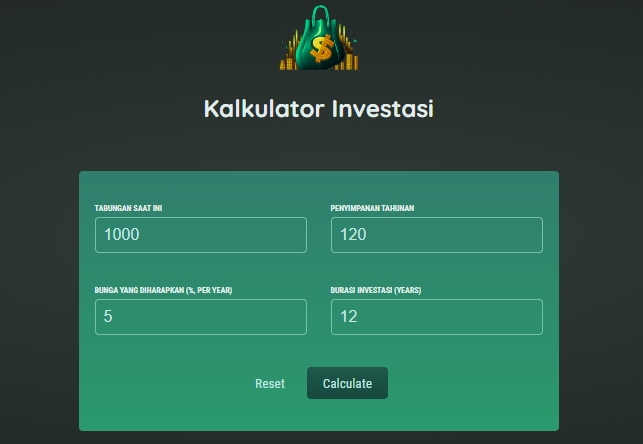 $
Kalkulator Investasi
TABUNGAN SAAT INI
PENYIMPANAN TAHUNAN
1000
120
BUNGA YANG DIHARAPKAN (%, PER YEAR)
DURASI INVESTASI (YEARS)
5
12
Reset
Calculate